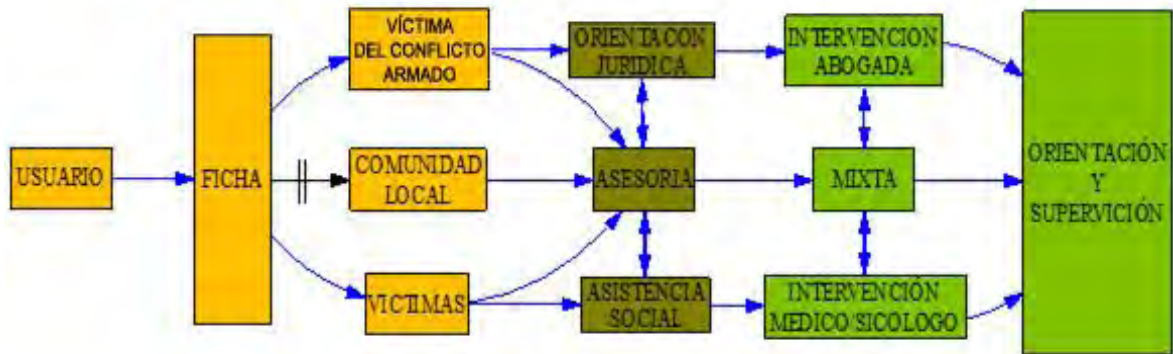 USUARIO
FICHA
VÍCTIMA
DEL CONFLICTO
ARMADO
COMUNIDAD
LOCAL
VICTIMAS
ORIENTACON
JURIDICA
ASESORIA
ASISTENCIA
SOCIAL
INTERVENCIÓN
ABOGADA
MIXTA
INTERVENCIÓN
MEDICO/SICOLOGO
ORIENTACIÓN
Y
SUPERVICIÓN